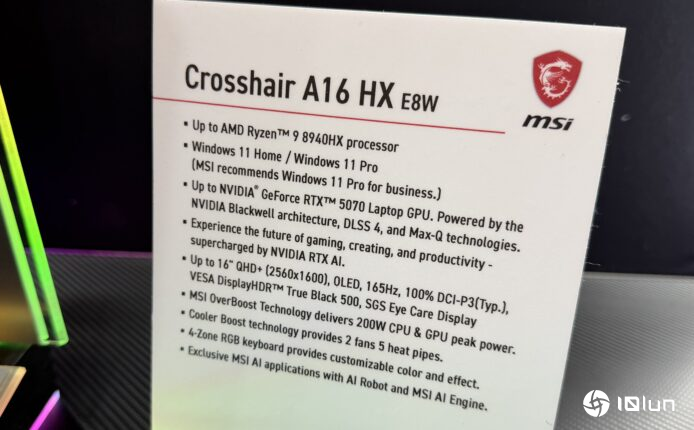 Crosshair A16 HX E8W
msi
▪ Up to AMD Ryzen™ 9 8940HX processor
▪ Windows 11 Home / Windows 11 Pro
(MSI recommends Windows 11 Pro for business.)
▪ Up to NVIDIA® GeForce RTX™ 5070 Laptop GPU. Powered by the
NVIDIA Blackwell architecture, DLSS 4, and Max-Q technologies.
▪ Experience the future of gaming, creating, and productivity -
supercharged by NVIDIA RTX AI.
▪ Up to 16" QHD+ (2560x1600), OLED, 165Hz, 100% DCI-P3(Typ.),
VESA DisplayHDR™ True Black 500, SGS Eye Care Display
▪ MSI OverBoost Technology delivers 200W CPU & GPU peak power.
▪ Cooler Boost technology provides 2 fans 5 heat pipes.
▪ 4-Zone RGB keyboard provides customizable color and effect.
▪ Exclusive MSI AI applications with AI Robot and MSI AI Engine.
10lun